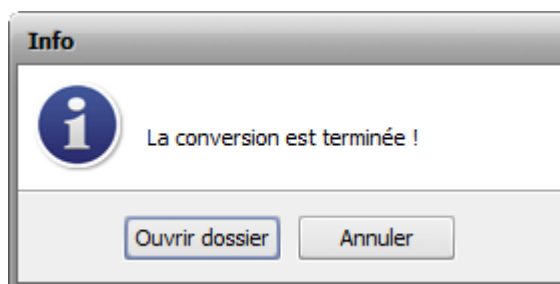 Info
La conversion est terminée !
Ouvrir dossier
Annuler